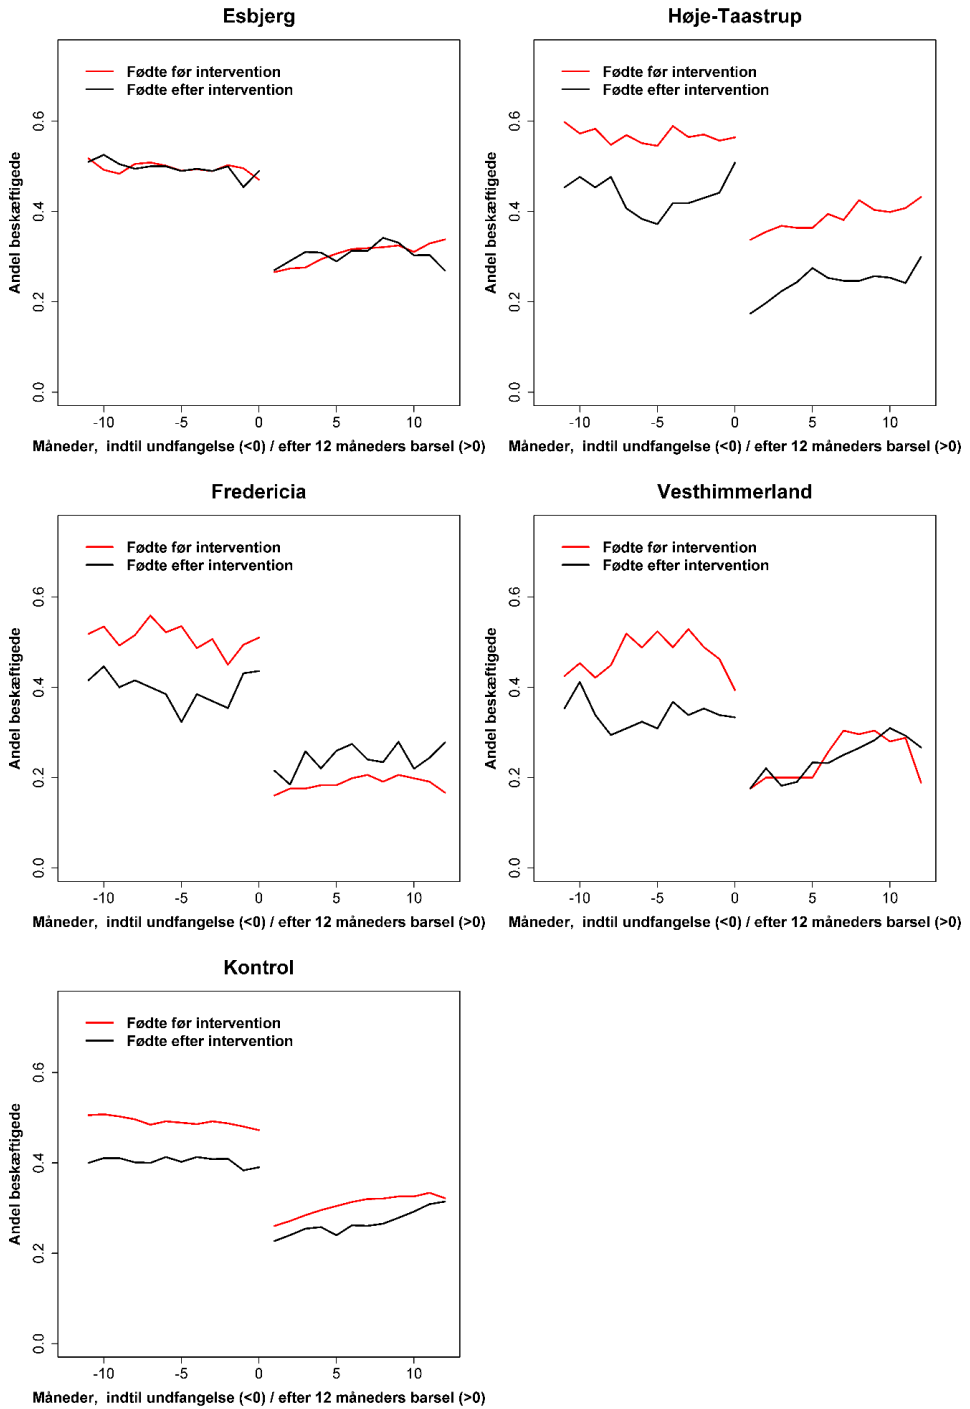 Esbjerg
Fødte før intervention
Fødte efter intervention
Andel beskæftigede
0.0 0.2 0.4 0.6
-10 -5 0 5 10
Måneder, indtil undfangelse (<0) / efter 12 måneders barsel (>0)
Høje-Taastrup
Fødte før intervention
Fødte efter intervention
Andel beskæftigede
0.0 0.2 0.4 0.6
-10 -5 0 5 10
Måneder, indtil undfangelse (<0) / efter 12 måneders barsel (>0)
Fredericia
Fødte før intervention
Fødte efter intervention
Andel beskæftigede
0.0 0.2 0.4 0.6
-10 -5 0 5 10
Måneder, indtil undfangelse (<0) / efter 12 måneders barsel (>0)
Vesthimmerland
Fødte før intervention
Fødte efter intervention
Andel beskæftigede
0.0 0.2 0.4 0.6
-10 -5 0 5 10
Måneder, indtil undfangelse (<0) / efter 12 måneders barsel (>0)
Kontrol
Fødte før intervention
Fødte efter intervention
Andel beskæftigede
0.0 0.2 0.4 0.6
-10 -5 0 5 10
Måneder, indtil undfangelse (<0) / efter 12 måneders barsel (>0)